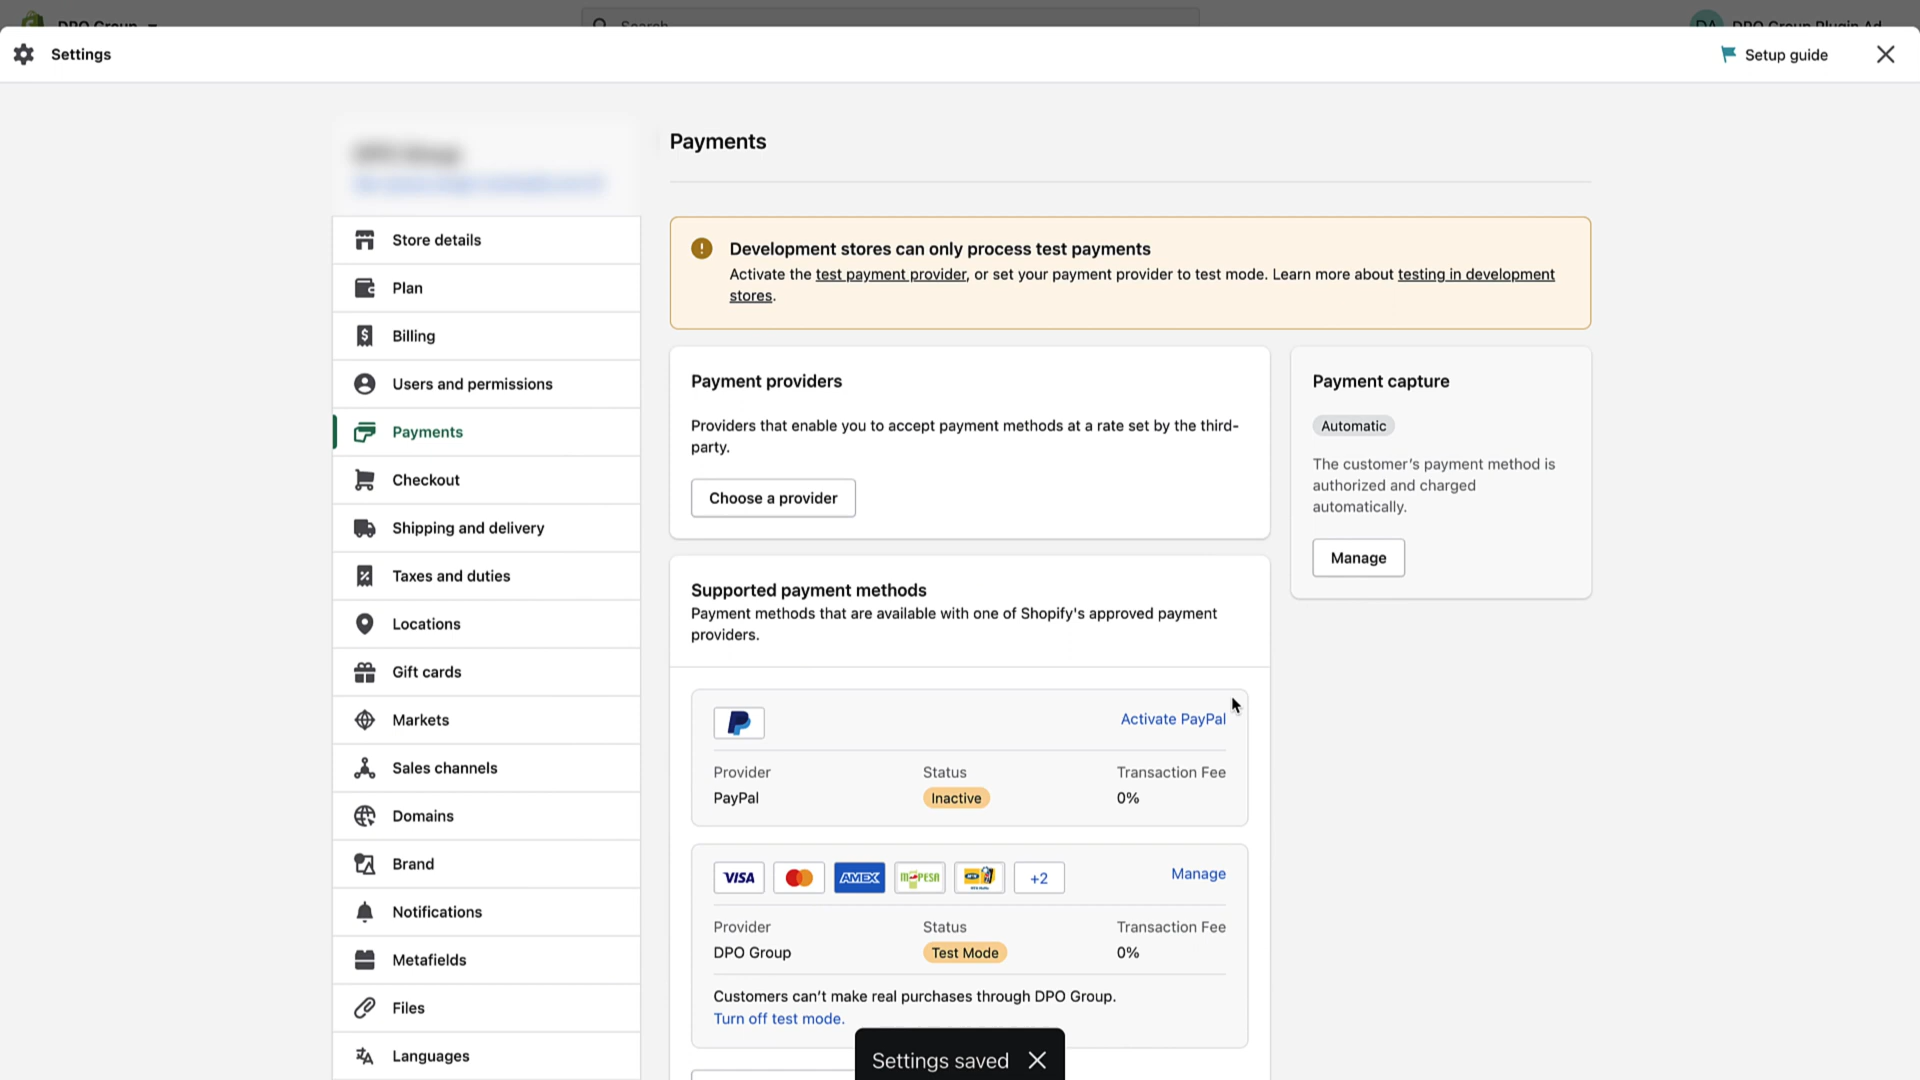 Search
Settings
Setup guide
Payments
Store details
Plan
Billing
Users and permissions
Payments
Checkout
Shipping and delivery
Taxes and duties
Locations
Gift cards
Markets
Sales channels
Domains
Brand
Notifications
Metafields
Files
Languages
Development stores can only process test payments
Activate the test payment provider, or set your payment provider to test mode. Learn more about testing in development
stores.
Payment providers
Providers that enable you to accept payment methods at a rate set by the third-
party.
Choose a provider
Payment capture
Automatic
The customer's payment method is
authorized and charged
automatically.
Manage
Supported payment methods
Payment methods that are available with one of Shopify's approved payment
providers.
Activate PayPal
Provider Status Transaction Fee
PayPal Inactive 0%
VISA AMEX M-PESA +2 Manage
Provider Status Transaction Fee
DPO Group Test Mode 0%
Customers can't make real purchases through DPO Group.
Turn off test mode.
Settings saved